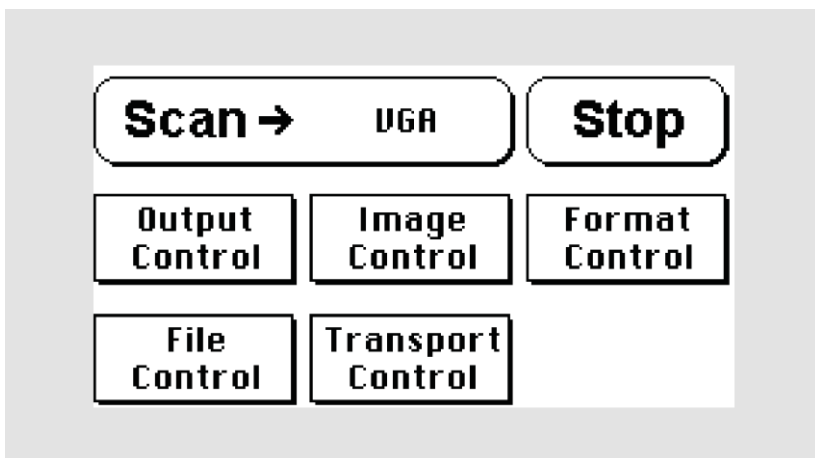 Scan → VGA Stop
Output Control
Image Control
Format Control
File Control
Transport Control